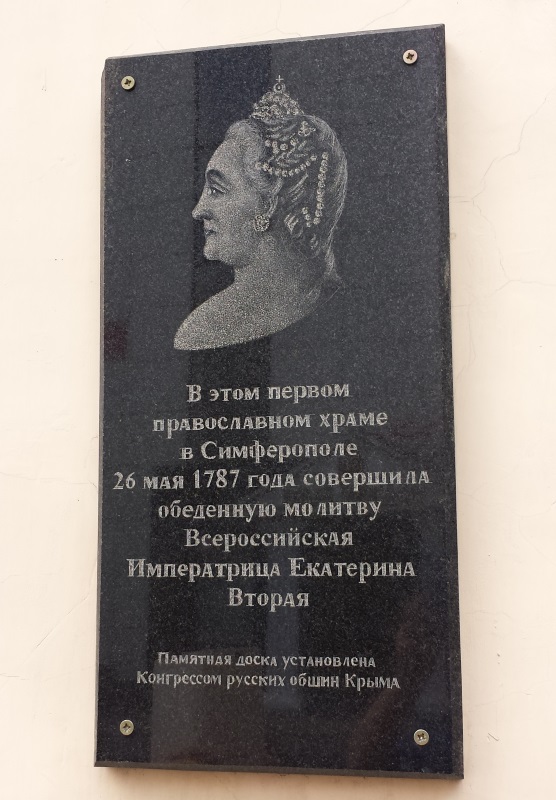 В этом первом
православном храме
в Симферополе
26 мая 1787 года совершила
обеденную молитву
Всероссийская
Императрица Екатерина
Вторая
Памятная доска установлена
Конгрессом русских общин Крыма